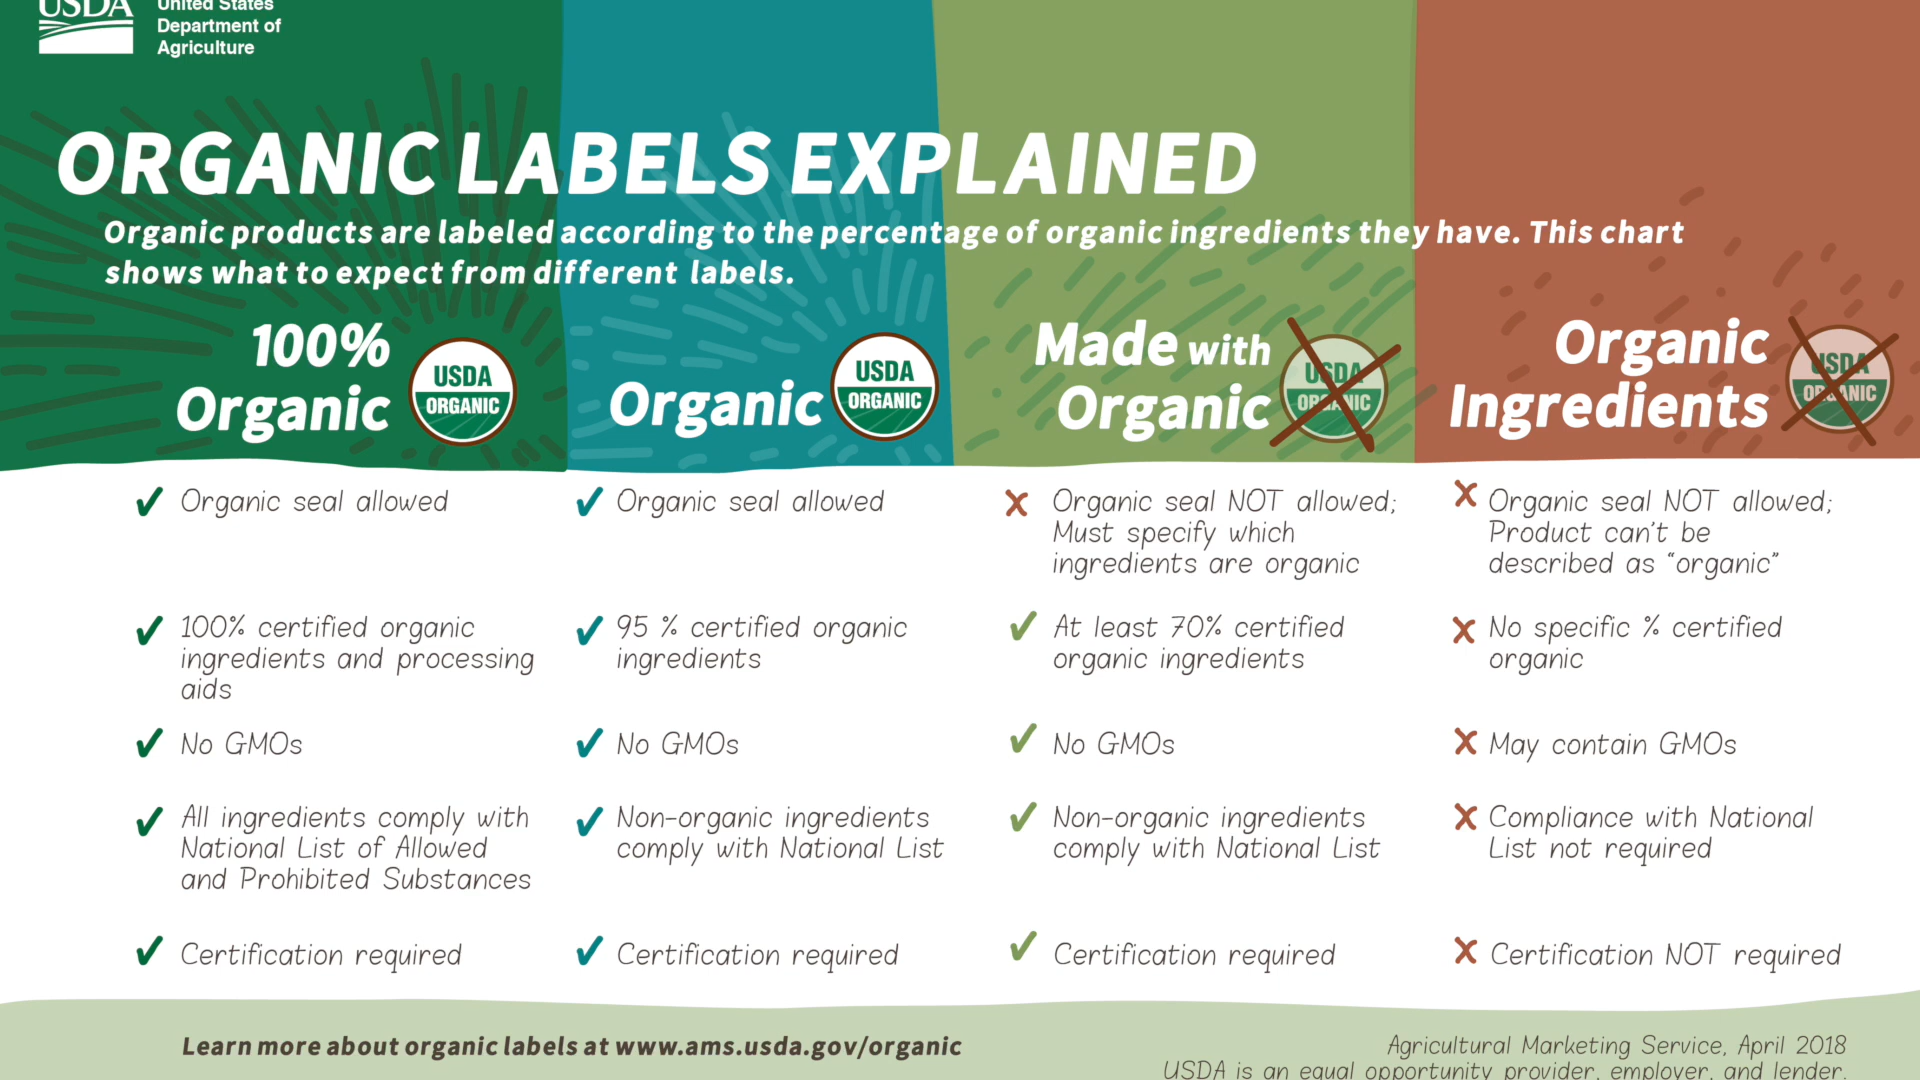 USDA
United States
Department of
Agriculture
ORGANIC LABELS EXPLAINED
Organic products are labeled according to the percentage of organic ingredients they have. This chart
shows what to expect from different labels.
100%
Organic
USDA
ORGANIC
Organic
USDA
ORGANIC
Made with
Organic
USDA
ORGANIC
Organic
Ingredients
USDA
ORGANIC
✓ Organic seal allowed
✓ 100% certified organic
ingredients and processing
aids
✓ No GMOs
✓ All ingredients comply with
National List of Allowed
and Prohibited Substances
✓ Certification required
✓ Organic seal allowed
✓ 95 % certified organic
ingredients
✓ No GMOs
✓ Non-organic ingredients
comply with National List
✓ Certification required
✗ Organic seal NOT allowed;
Must specify which
ingredients are organic
✓ At least 70% certified
organic ingredients
✓ No GMOs
✓ Non-organic ingredients
comply with National List
✓ Certification required
✗ Organic seal NOT allowed;
Product can't be
described as "organic"
✗ No specific % certified
organic
✗ May contain GMOs
✗ Compliance with National
List not required
✗ Certification NOT required
Learn more about organic labels at www.ams.usda.gov/organic
Agricultural Marketing Service, April 2018
USDA is an equal opportunity provider, employer, and lender.